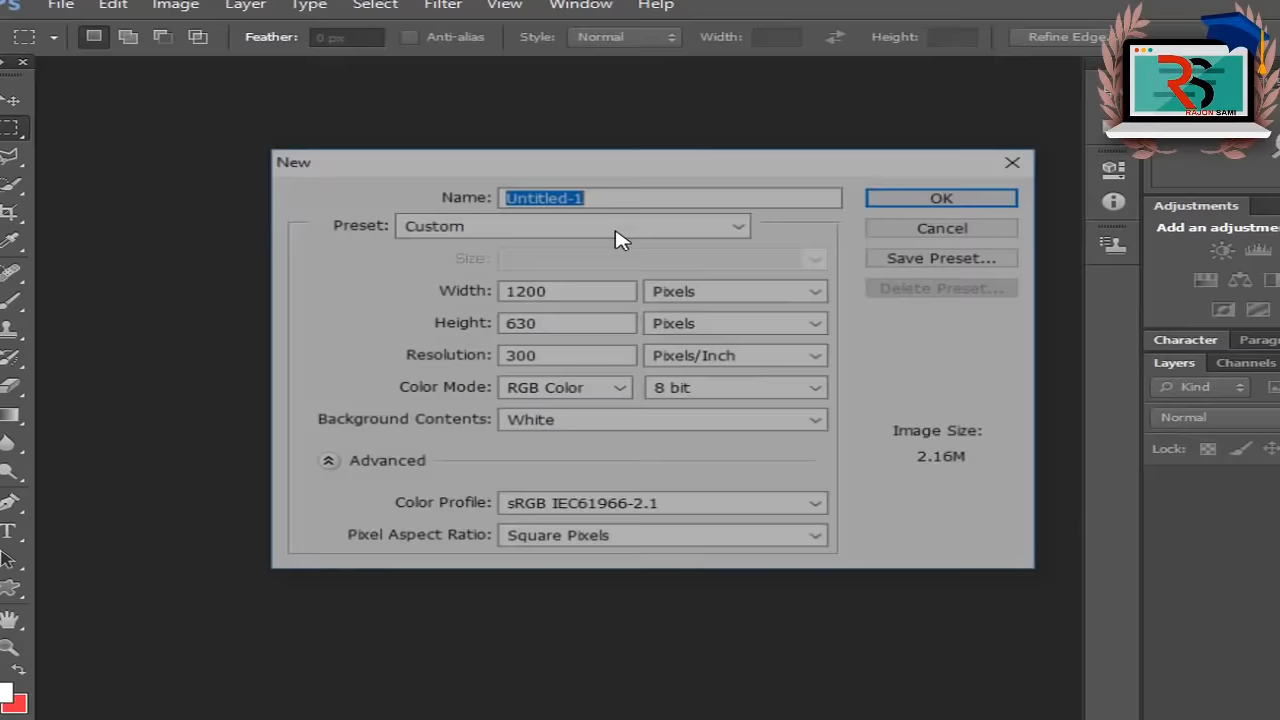 File Edit Image Layer Type Select Filter View Window Help
Feather: 0 px Anti-alias Style: Normal Width: Height: Refine Edge
RS
RAJON SAMI
New
Name: Untitled-1 OK
Preset: Custom Cancel
Size: Save Preset...
Width: 1200 Pixels Delete Preset...
Height: 630 Pixels
Resolution: 300 Pixels/Inch
Color Mode: RGB Color 8 bit
Background Contents: White
Image Size:
2.16M
Advanced
Color Profile: sRGB IEC61966-2.1
Pixel Aspect Ratio: Square Pixels
Adjustments
Add an adjustme
Character Paragr
Layers Channels
Kind
Normal
Lock: